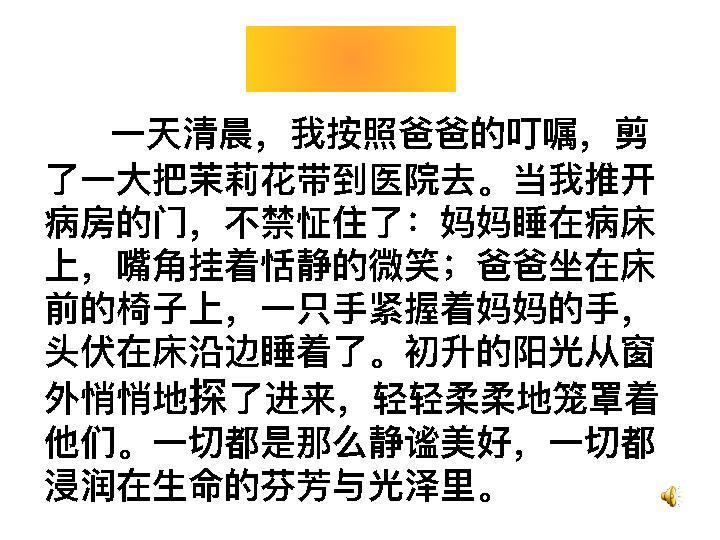 一天清晨，我按照爸爸的叮嘱，剪
了一大把茉莉花带到医院去。当我推开
病房的门，不禁怔住了：妈妈睡在病床
上，嘴角挂着恬静的微笑；爸爸坐在床
前的椅子上，一只手紧握着妈妈的手，
头伏在床沿边睡着了。初升的阳光从窗
外悄悄地探了进来，轻轻柔柔地笼罩着
他们。一切都是那么静谧美好，一切都
浸润在生命的芬芳与光泽里。